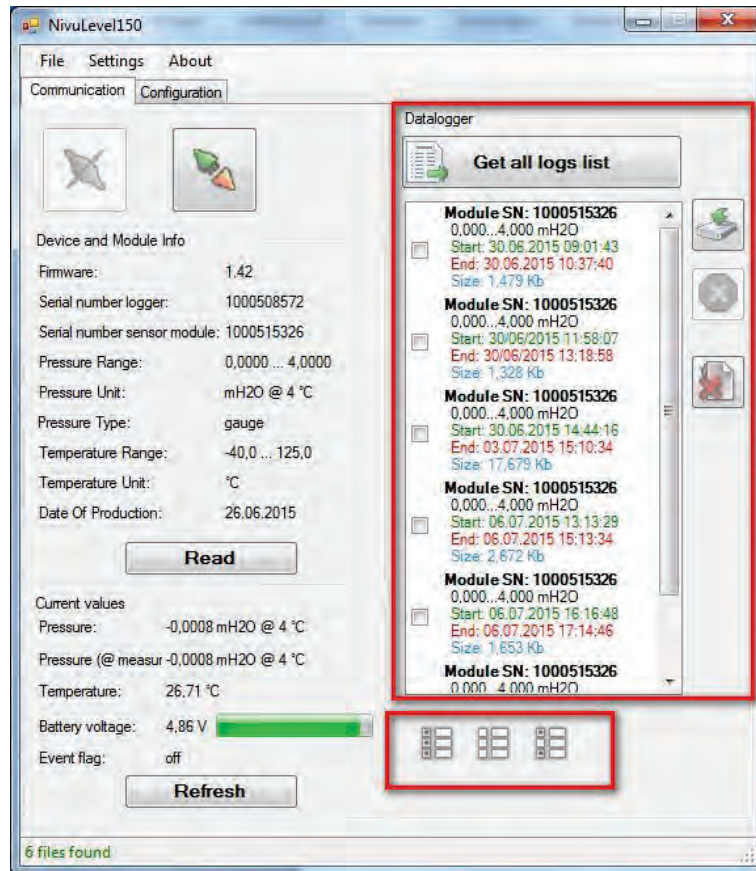 NivuLevel150
File Settings About
Communication Configuration
Device and Module Info
Firmware: 1.42
Serial number logger: 1000508572
Serial number sensor module: 1000515326
Pressure Range: 0,0000 ... 4,0000
Pressure Unit: mH2O @ 4 °C
Pressure Type: gauge
Temperature Range: -40,0 ... 125,0
Temperature Unit: °C
Date Of Production: 26.06.2015
Read
Current values
Pressure: -0,0008 mH2O @ 4 °C
Pressure (@ measur -0,0008 mH2O @ 4 °C
Temperature: 26,71 °C
Battery voltage: 4,86 V
Event flag: off
Refresh
Datalogger
Get all logs list
Module SN: 1000515326
0,000...4,000 mH2O
Start: 30.06.2015 09:01:43
End: 30.06.2015 10:37:40
Size: 1,479 Kb
Module SN: 1000515326
0,000...4,000 mH2O
Start: 30/06/2015 11:58:07
End: 30/06/2015 13:18:58
Size: 1,328 Kb
Module SN: 1000515326
0,000...4,000 mH2O
Start: 30.06.2015 14:44:16
End: 03.07.2015 15:10:34
Size: 17,679 Kb
Module SN: 1000515326
0,000...4,000 mH2O
Start: 06.07.2015 13:13:29
End: 06.07.2015 15:13:34
Size: 2,672 Kb
Module SN: 1000515326
0,000...4,000 mH2O
Start: 06.07.2015 16:16:48
End: 06.07.2015 17:14:46
Size: 1,653 Kb
Module SN: 1000515326
0,000...4,000 mH2O
6 files found